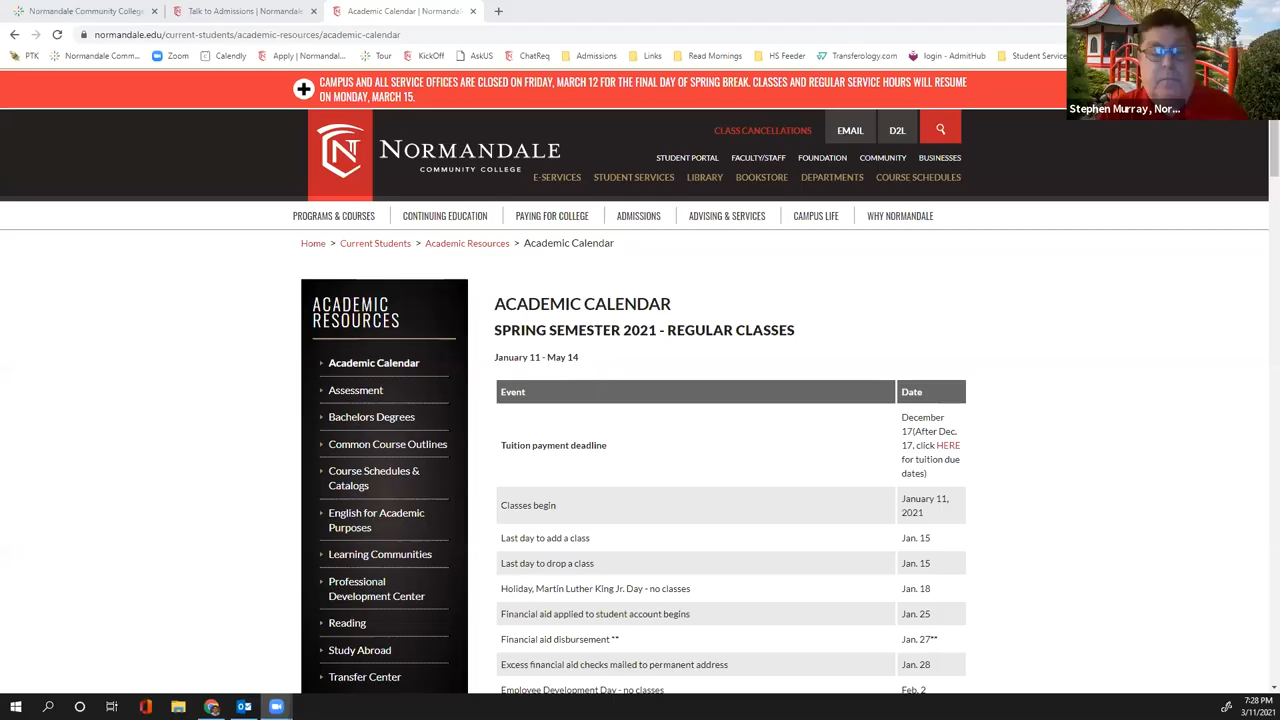 Normandale Community College
Talk to Admissions | Normandale
Academic Calendar | Normandale
normandale.edu/current-students/academic-resources/academic-calendar
PTK
Normandale Comm...
Zoom
Calendly
Apply | Normandal...
Tour
KickOff
AskUS
ChatReq
Admissions
Links
Read Mornings
HS Feeder
Transferology.com
login - AdmitHub
Student Service
CAMPUS AND ALL SERVICE OFFICES ARE CLOSED ON FRIDAY, MARCH 12 FOR THE FINAL DAY OF SPRING BREAK. CLASSES AND REGULAR SERVICE HOURS WILL RESUME
ON MONDAY, MARCH 15.
Stephen Murray, Nor...
CLASS CANCELLATIONS
EMAIL
D2L
N
NORMANDALE
COMMUNITY COLLEGE
STUDENT PORTAL
FACULTY/STAFF
FOUNDATION
COMMUNITY
BUSINESSES
E-SERVICES
STUDENT SERVICES
LIBRARY
BOOKSTORE
DEPARTMENTS
COURSE SCHEDULES
PROGRAMS & COURSES
CONTINUING EDUCATION
PAYING FOR COLLEGE
ADMISSIONS
ADVISING & SERVICES
CAMPUS LIFE
WHY NORMANDALE
Home > Current Students > Academic Resources > Academic Calendar
ACADEMIC
RESOURCES
Academic Calendar
Assessment
Bachelors Degrees
Common Course Outlines
Course Schedules &
Catalogs
English for Academic
Purposes
Learning Communities
Professional
Development Center
Reading
Study Abroad
Transfer Center
ACADEMIC CALENDAR
SPRING SEMESTER 2021 - REGULAR CLASSES
January 11 - May 14
Event
Date
Tuition payment deadline
December
17(After Dec.
17, click HERE
for tuition due
dates)
Classes begin
January 11,
2021
Last day to add a class
Jan. 15
Last day to drop a class
Jan. 15
Holiday, Martin Luther King Jr. Day - no classes
Jan. 18
Financial aid applied to student account begins
Jan. 25
Financial aid disbursement **
Jan. 27**
Excess financial aid checks mailed to permanent address
Jan. 28
Employee Development Day - no classes
Feb. 2
7:28 PM
3/11/2021